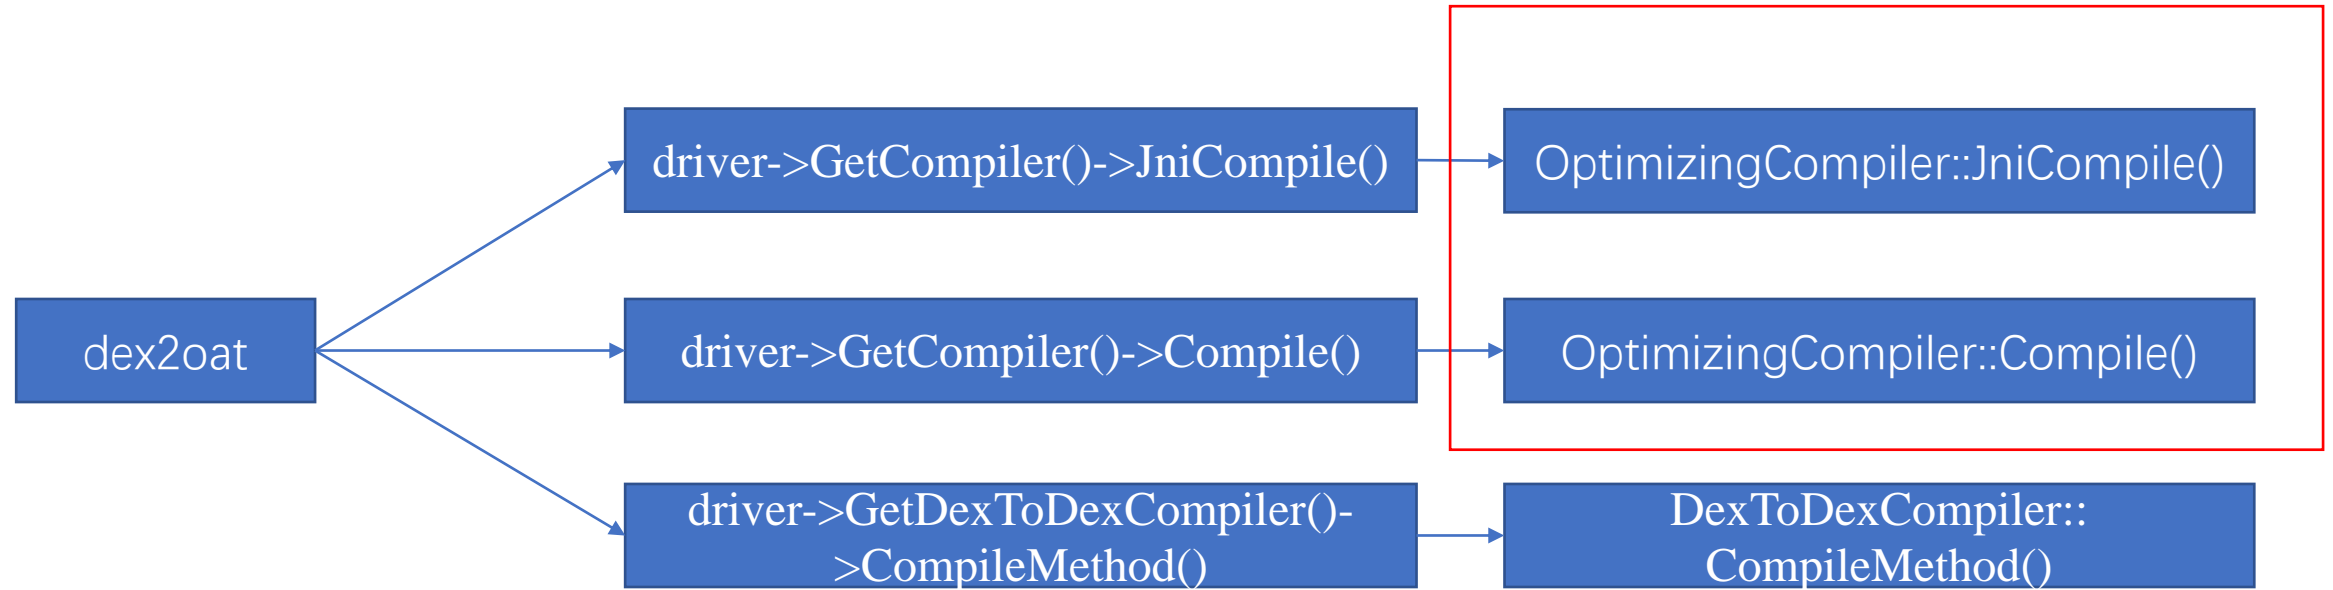 driver->GetCompiler()->JniCompile()
OptimizingCompiler::JniCompile()
dex2oat
driver->GetCompiler()->Compile()
OptimizingCompiler::Compile()
driver->GetDexToDexCompiler()-
>CompileMethod()
DexToDexCompiler::
CompileMethod()